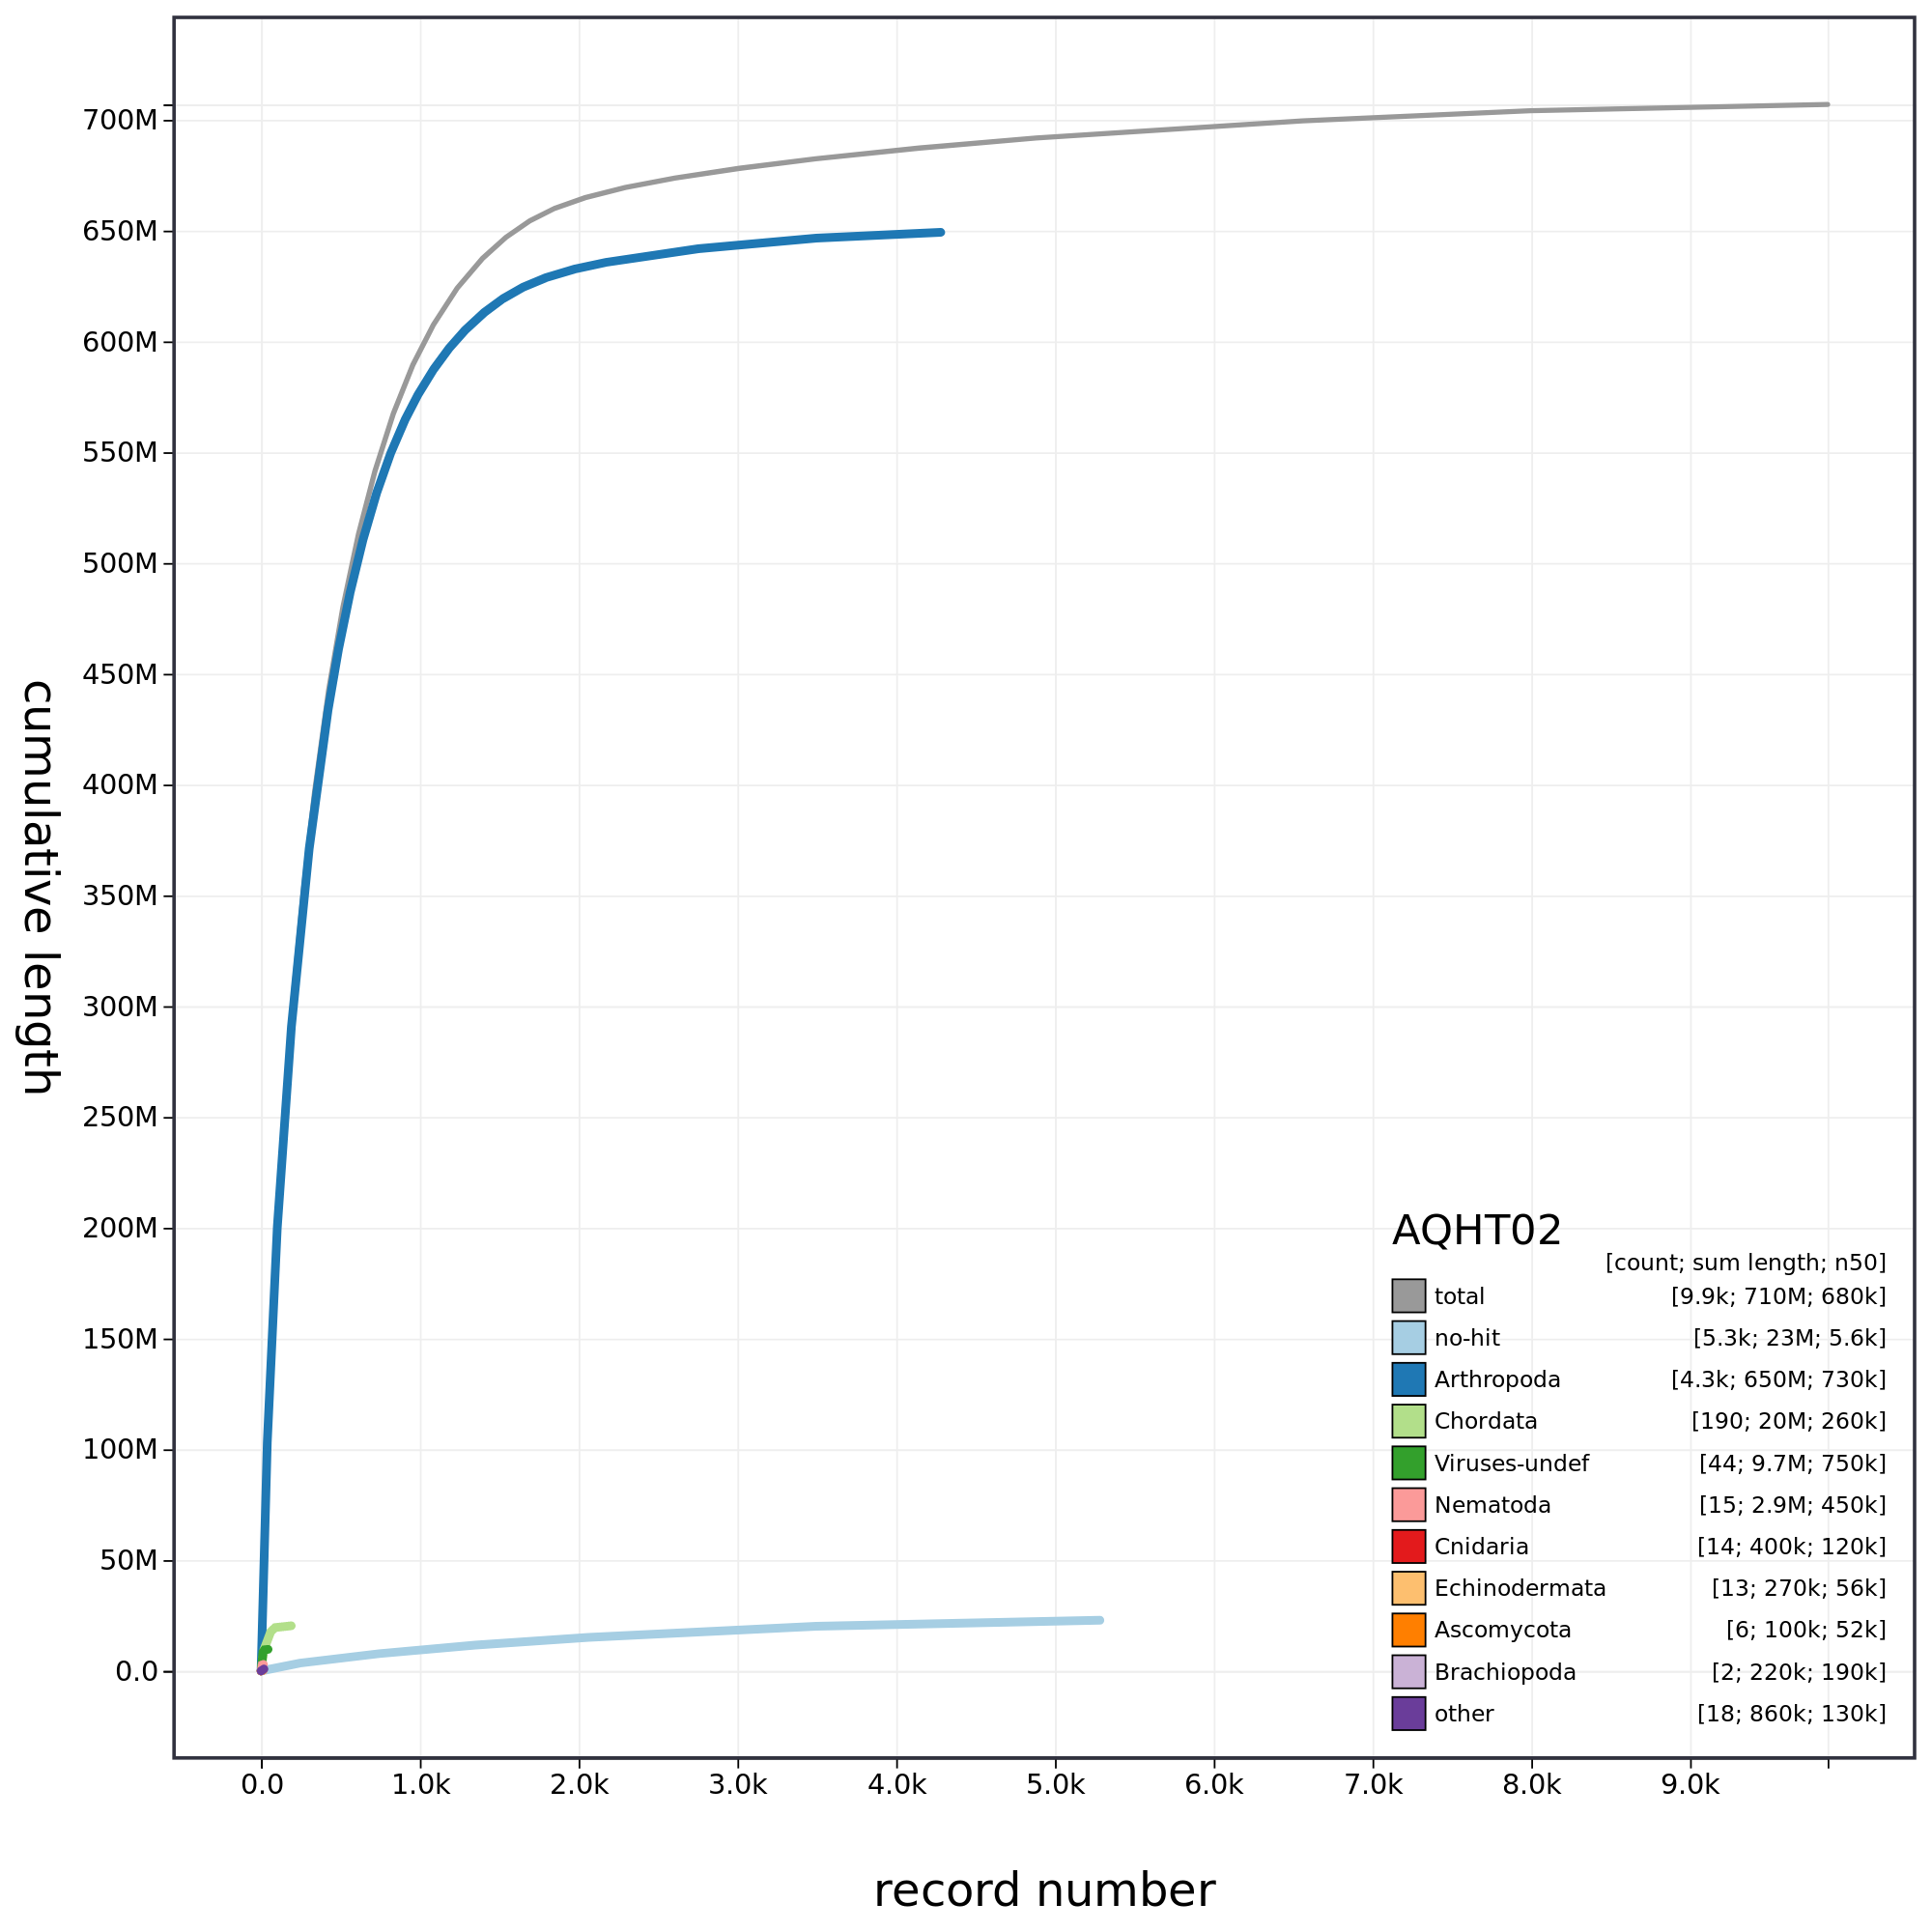 700M
650M
600M
550M
500M
450M
400M
350M
300M
250M
200M
150M
100M
50M
0.0
cumulative length
AQHT02
[count; sum length; n50]
total [9.9k; 710M; 680k]
no-hit [5.3k; 23M; 5.6k]
Arthropoda [4.3k; 650M; 730k]
Chordata [190; 20M; 260k]
Viruses-undef [44; 9.7M; 750k]
Nematoda [15; 2.9M; 450k]
Cnidaria [14; 400k; 120k]
Echinodermata [13; 270k; 56k]
Ascomycota [6; 100k; 52k]
Brachiopoda [2; 220k; 190k]
other [18; 860k; 130k]
0.0 1.0k 2.0k 3.0k 4.0k 5.0k 6.0k 7.0k 8.0k 9.0k
record number